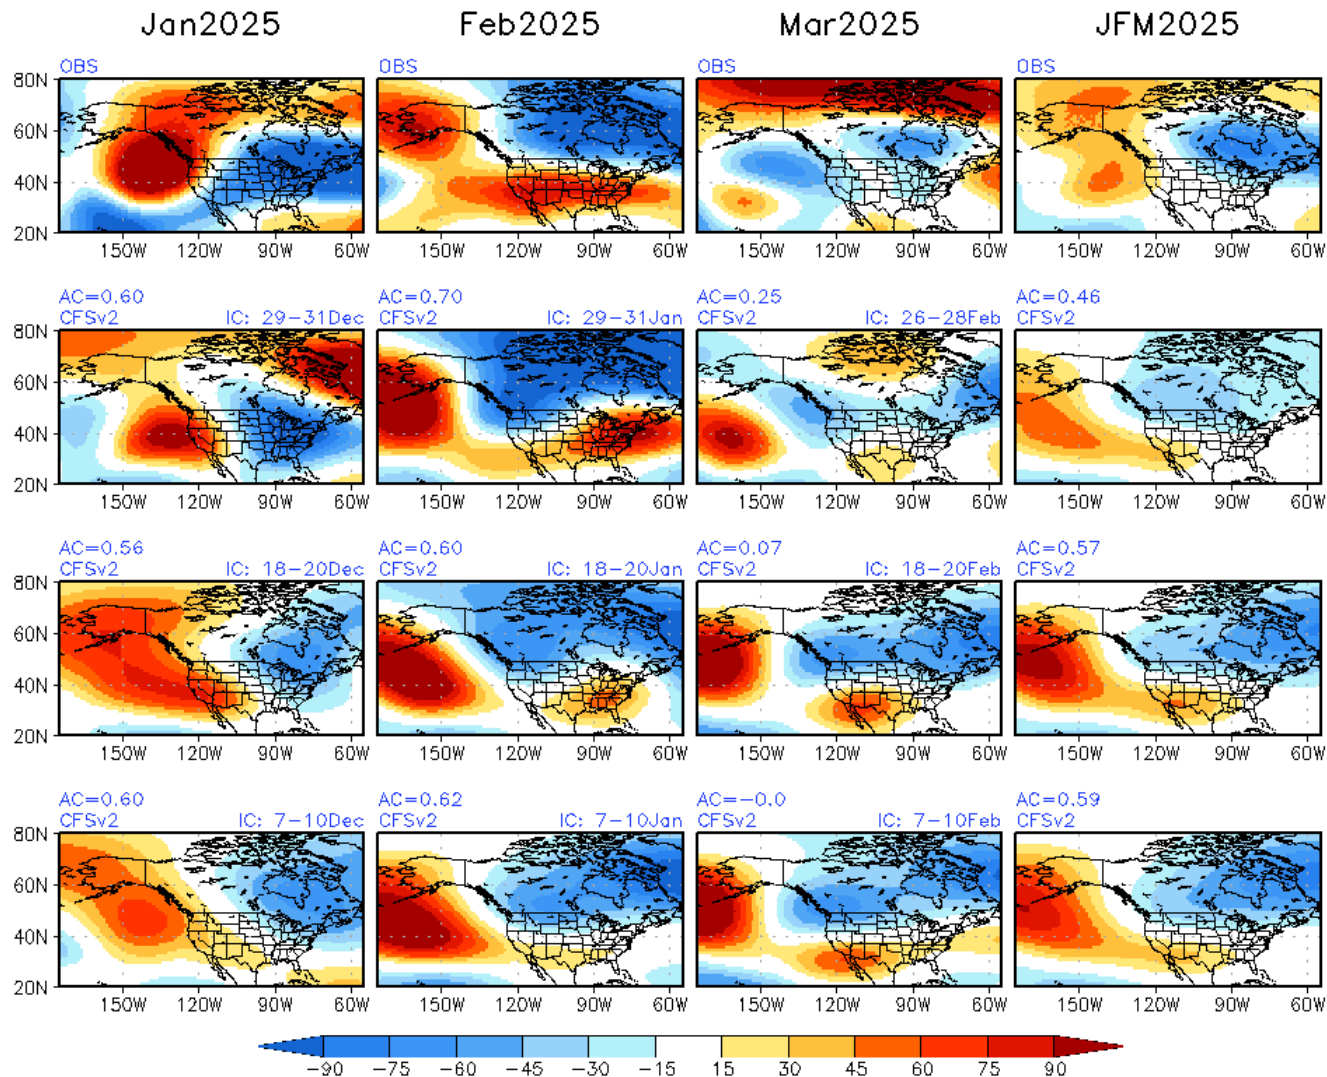 Jan2025 Feb2025 Mar2025 JFM2025
OBS OBS OBS OBS
80N
60N
40N
20N
150W 120W 90W 60W 150W 120W 90W 60W 150W 120W 90W 60W 150W 120W 90W 60W
AC=0.60 AC=0.70 AC=0.25 AC=0.46
CFSv2 IC: 29-31Dec CFSv2 IC: 29-31Jan CFSv2 IC: 26-28Feb CFSv2
80N
60N
40N
20N
150W 120W 90W 60W 150W 120W 90W 60W 150W 120W 90W 60W 150W 120W 90W 60W
AC=0.56 AC=0.60 AC=0.07 AC=0.57
CFSv2 IC: 18-20Dec CFSv2 IC: 18-20Jan CFSv2 IC: 18-20Feb CFSv2
80N
60N
40N
20N
150W 120W 90W 60W 150W 120W 90W 60W 150W 120W 90W 60W 150W 120W 90W 60W
AC=0.60 AC=0.62 AC=-0.0 AC=0.59
CFSv2 IC: 7-10Dec CFSv2 IC: 7-10Jan CFSv2 IC: 7-10Feb CFSv2
80N
60N
40N
20N
150W 120W 90W 60W 150W 120W 90W 60W 150W 120W 90W 60W 150W 120W 90W 60W
-90 -75 -60 -45 -30 -15 15 30 45 60 75 90